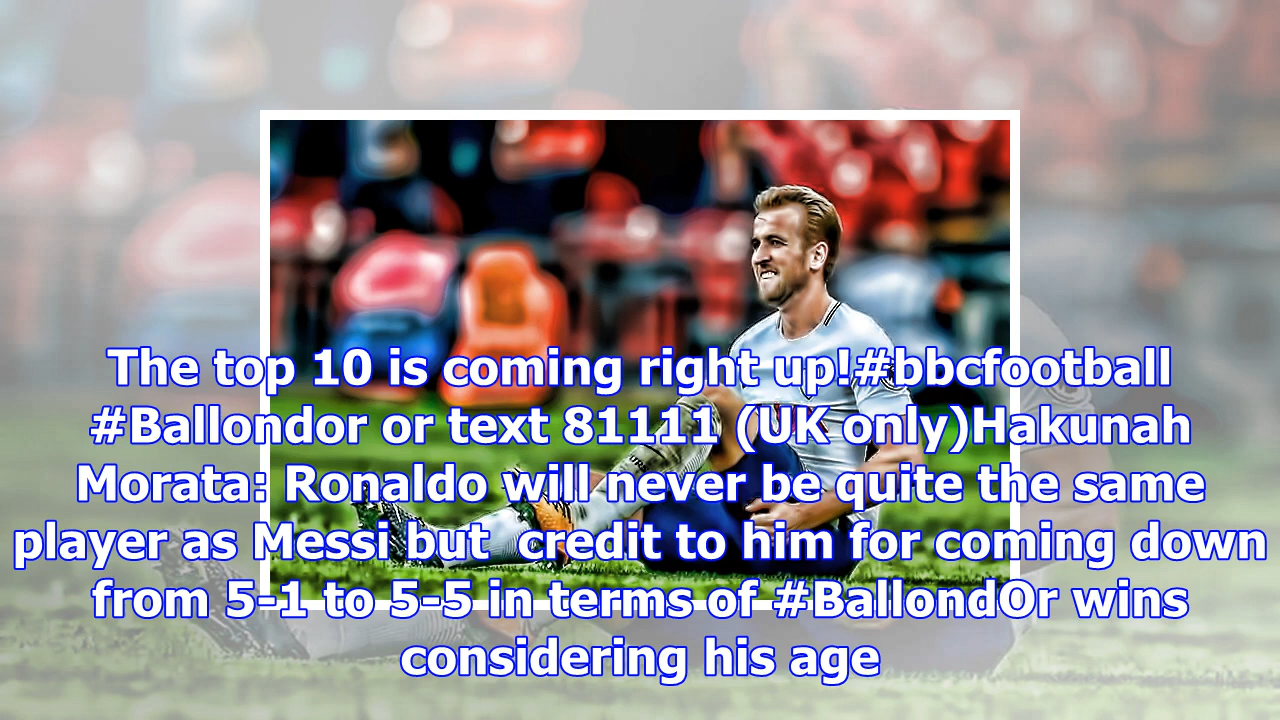 The top 10 is coming right up!#bbcfootball
#Ballondor or text 81111 (UK only)Hakunah
Morata: Ronaldo will never be quite the same
player as Messi but  credit to him for coming down
from 5-1 to 5-5 in terms of #BallondOr wins
considering his age